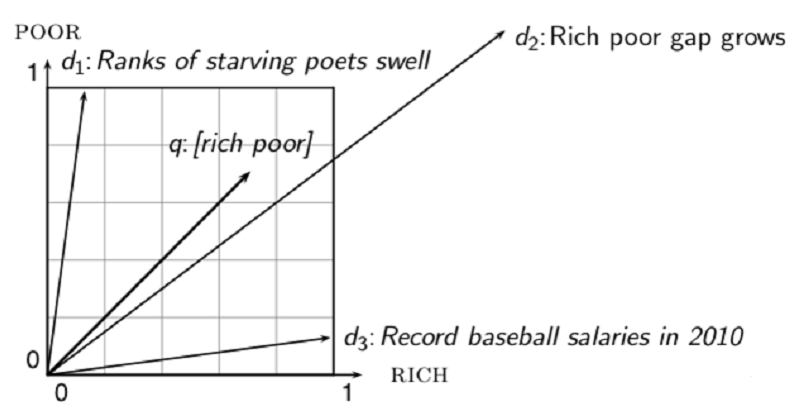 POOR
1
d₁: Ranks of starving poets swell
d₂: Rich poor gap grows
q: [rich poor]
d₃: Record baseball salaries in 2010
0
0
1
RICH